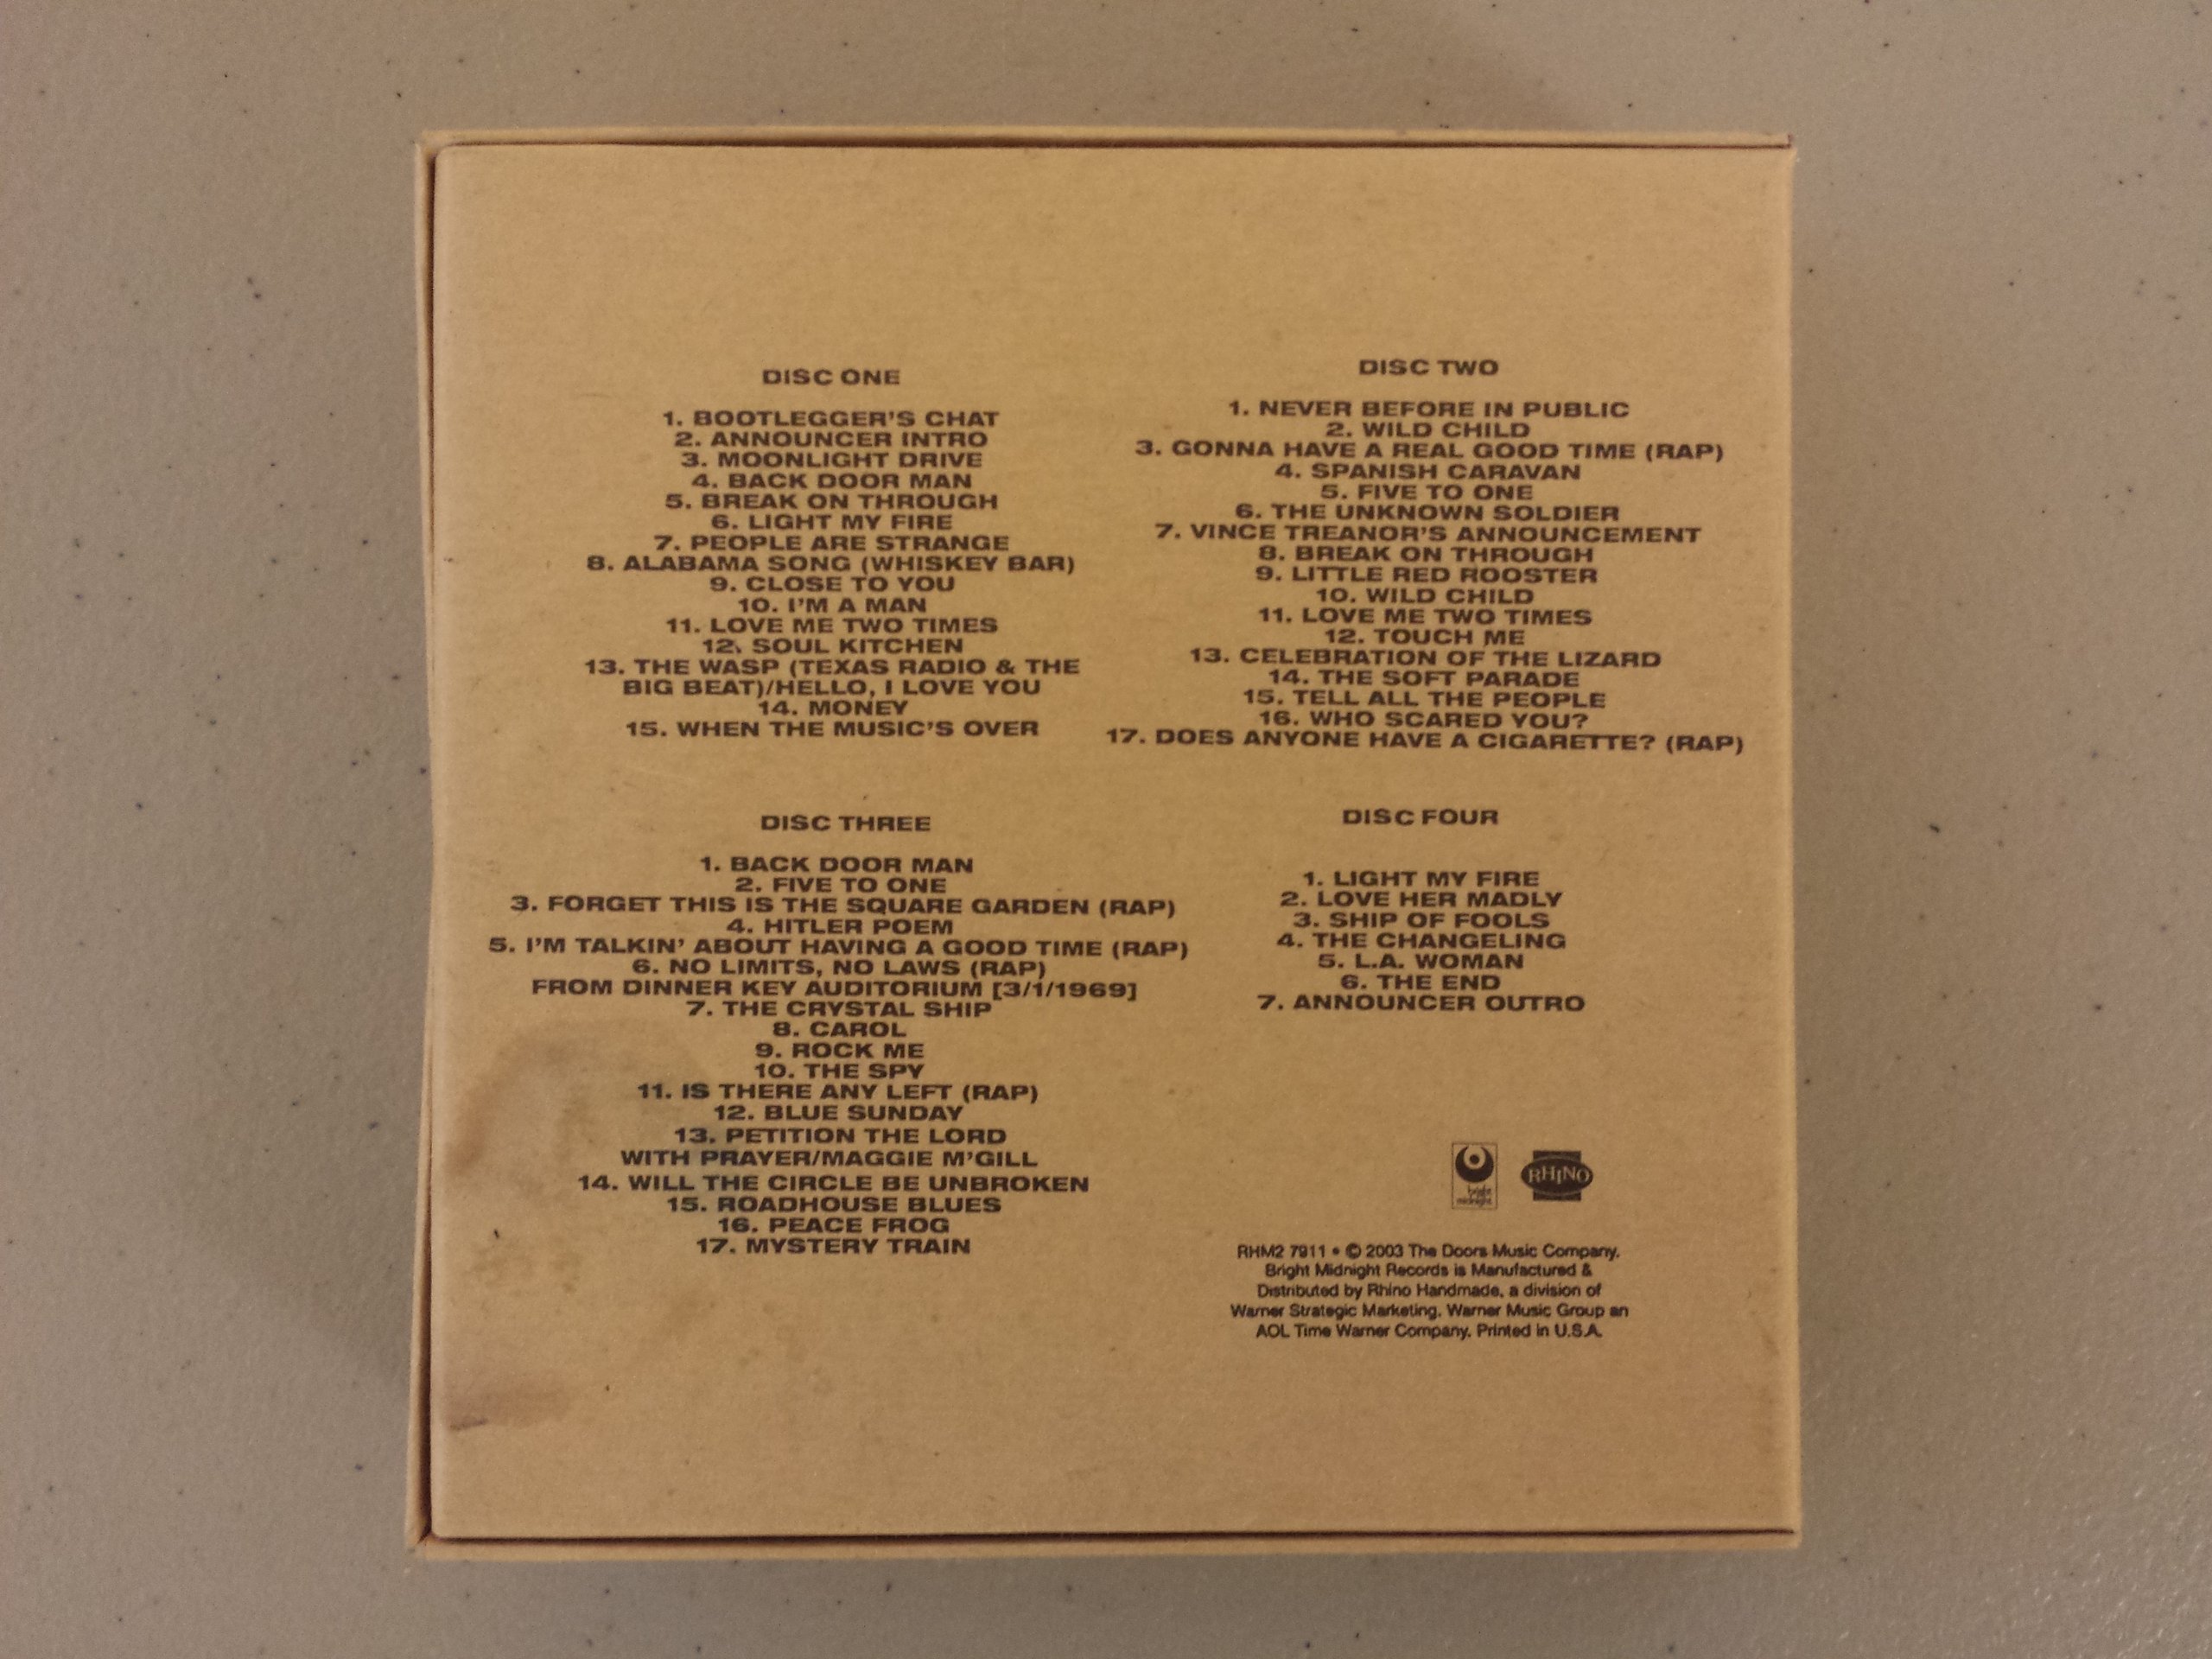 DISC ONE
1. BOOTLEGGER'S CHAT
2. ANNOUNCER INTRO
3. MOONLIGHT DRIVE
4. BACK DOOR MAN
5. BREAK ON THROUGH
6. LIGHT MY FIRE
7. PEOPLE ARE STRANGE
8. ALABAMA SONG (WHISKEY BAR)
9. CLOSE TO YOU
10. I'M A MAN
11. LOVE ME TWO TIMES
12. SOUL KITCHEN
13. THE WASP (TEXAS RADIO & THE
BIG BEAT)/HELLO, I LOVE YOU
14. MONEY
15. WHEN THE MUSIC'S OVER
DISC TWO
1. NEVER BEFORE IN PUBLIC
2. WILD CHILD
3. GONNA HAVE A REAL GOOD TIME (RAP)
4. SPANISH CARAVAN
5. FIVE TO ONE
6. THE UNKNOWN SOLDIER
7. VINCE TREANOR'S ANNOUNCEMENT
8. BREAK ON THROUGH
9. LITTLE RED ROOSTER
10. WILD CHILD
11. LOVE ME TWO TIMES
12. TOUCH ME
13. CELEBRATION OF THE LIZARD
14. THE SOFT PARADE
15. TELL ALL THE PEOPLE
16. WHO SCARED YOU?
17. DOES ANYONE HAVE A CIGARETTE? (RAP)
DISC THREE
1. BACK DOOR MAN
2. FIVE TO ONE
3. FORGET THIS IS THE SQUARE GARDEN (RAP)
4. HITLER POEM
5. I'M TALKIN' ABOUT HAVING A GOOD TIME (RAP)
6. NO LIMITS, NO LAWS (RAP)
FROM DINNER KEY AUDITORIUM [3/1/1969]
7. THE CRYSTAL SHIP
8. CAROL
9. ROCK ME
10. THE SPY
11. IS THERE ANY LEFT (RAP)
12. BLUE SUNDAY
13. PETITION THE LORD
WITH PRAYER/MAGGIE M'GILL
14. WILL THE CIRCLE BE UNBROKEN
15. ROADHOUSE BLUES
16. PEACE FROG
17. MYSTERY TRAIN
DISC FOUR
1. LIGHT MY FIRE
2. LOVE HER MADLY
3. SHIP OF FOOLS
4. THE CHANGELING
5. L.A. WOMAN
6. THE END
7. ANNOUNCER OUTRO
bright
midnight
RHINO
RHM2 7911 • © 2003 The Doors Music Company.
Bright Midnight Records is Manufactured &
Distributed by Rhino Handmade, a division of
Warner Strategic Marketing, Warner Music Group an
AOL Time Warner Company. Printed in U.S.A.